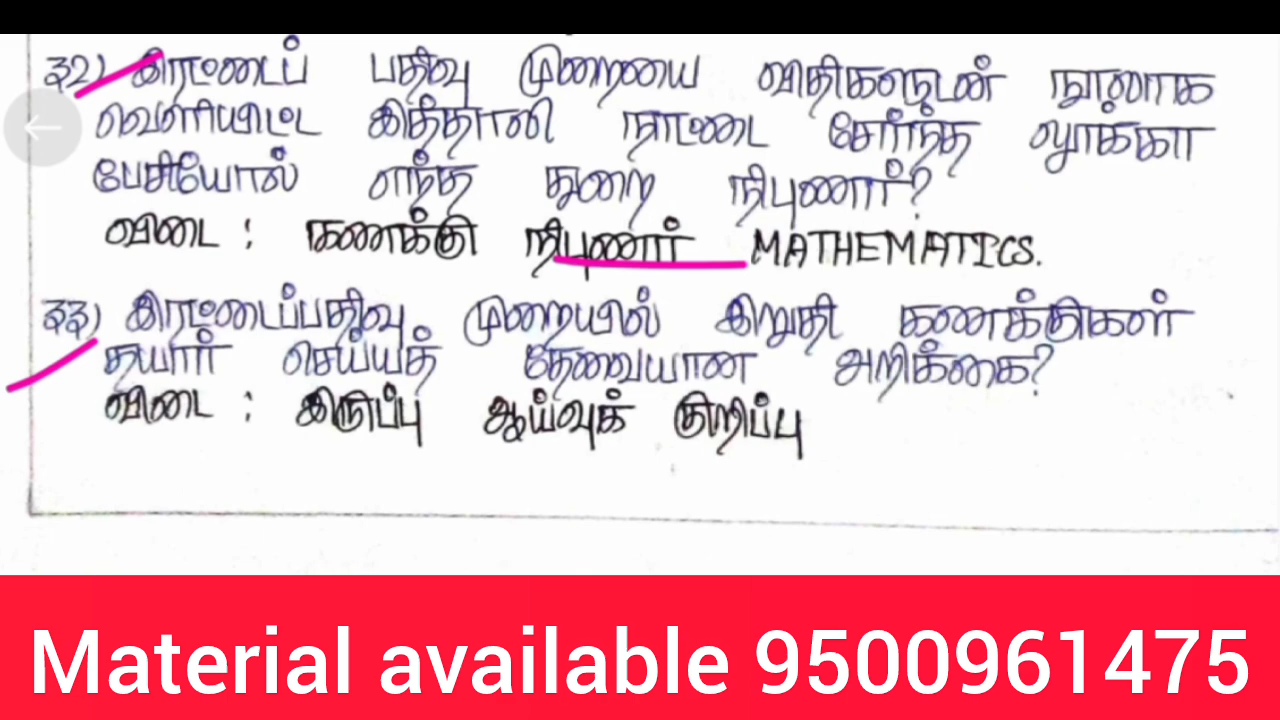 32) இரட்டைப் பதிவு முறையை விதிகளுடன் நூலாக
வெளியிட்ட இத்தாலி நாட்டை சேர்ந்த லூக்கா
பேசியோல் எந்த துறை நிபுணர்?
விடை : கணக்கு நிபுணர் MATHEMATICS.
33) இரட்டைப்பதிவு முறையில் இறுதி கணக்குகள்
தயார் செய்யத் தேவையான அறிக்கை?
விடை : இருப்பு ஆய்வுக் குறிப்பு
Material available 9500961475